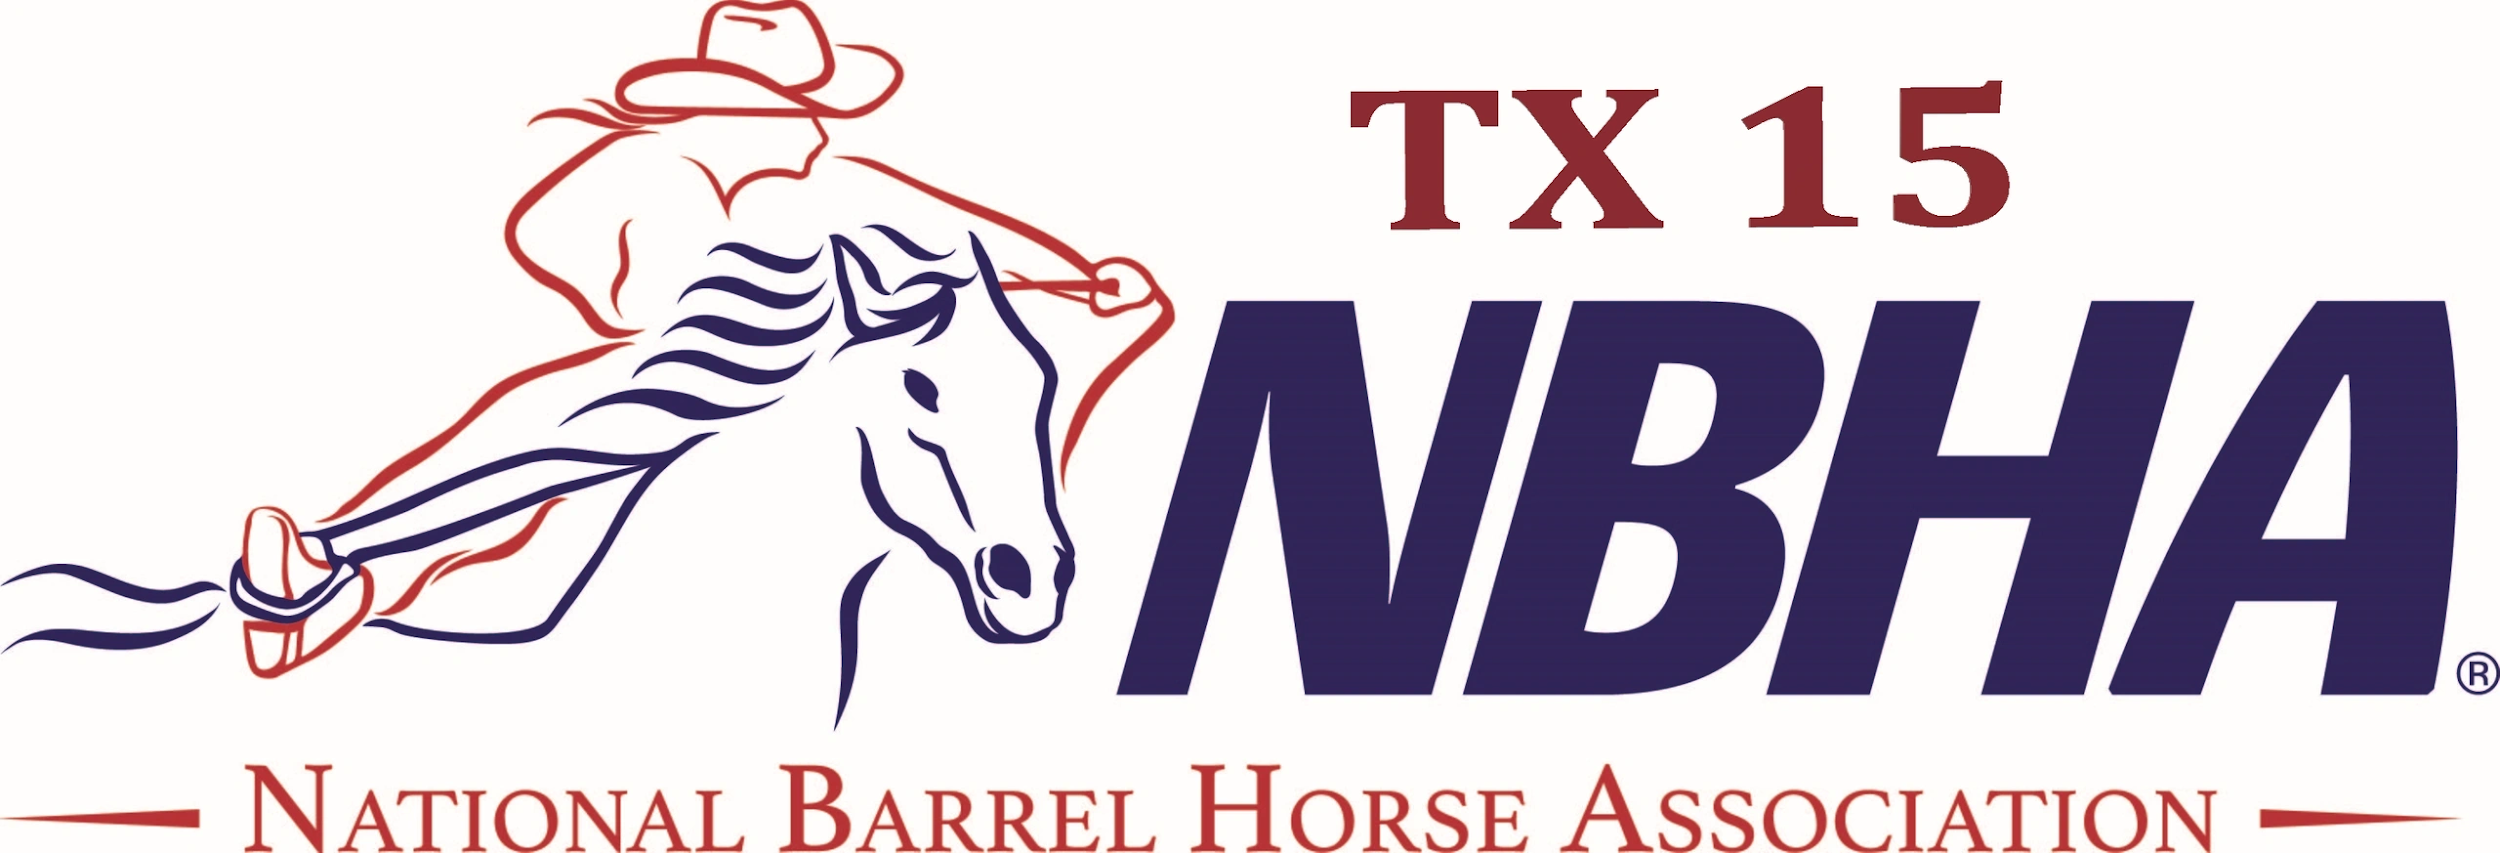 TX 15
NBHA®
NATIONAL BARREL HORSE ASSOCIATION